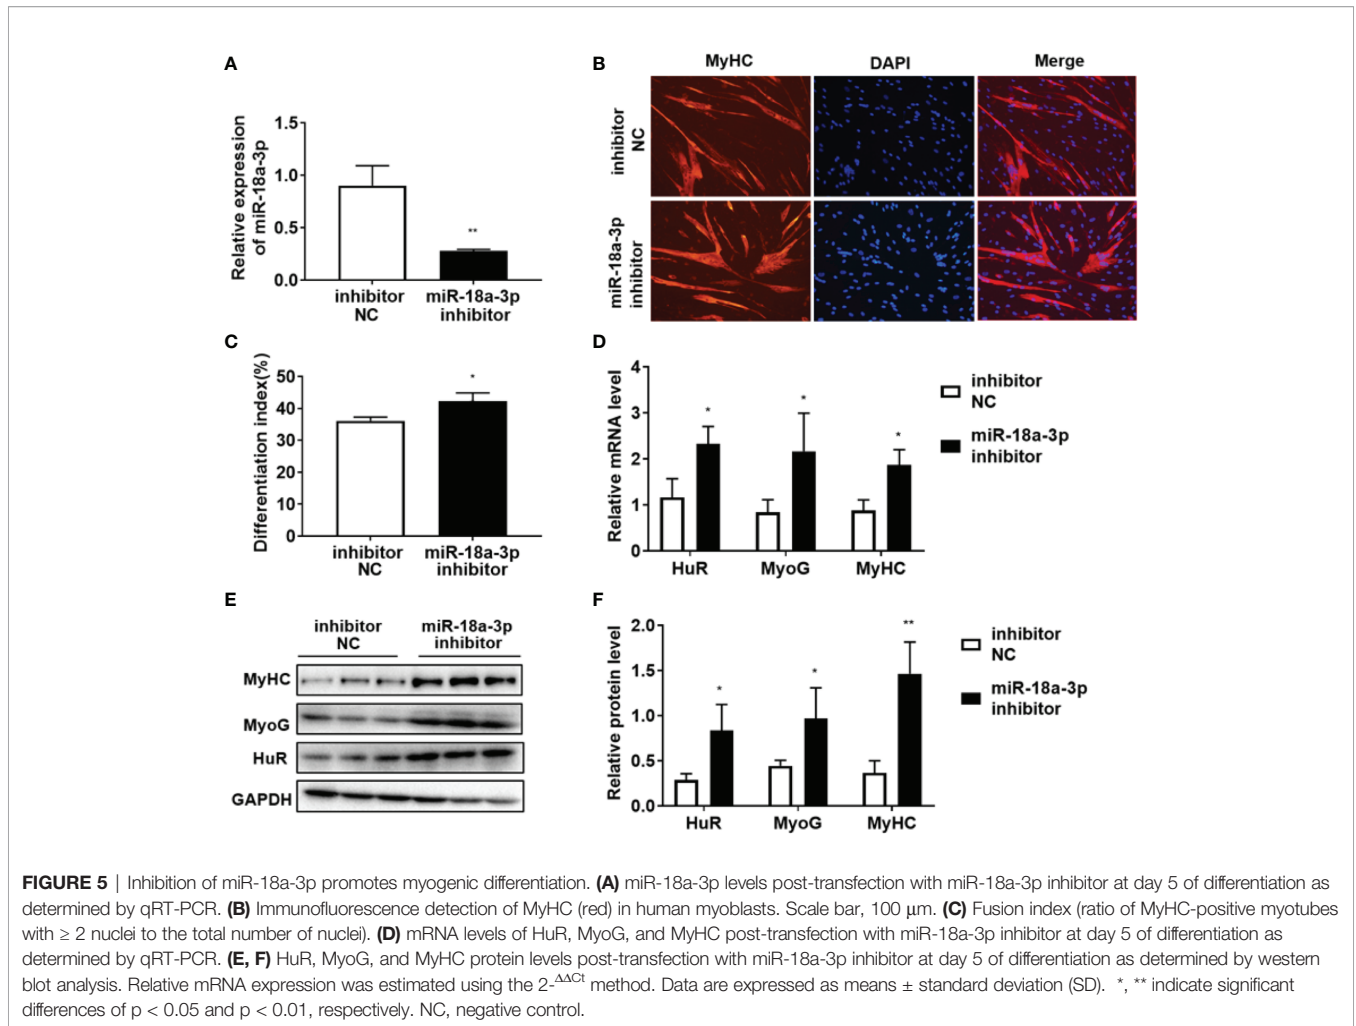 A
Relative expression
of miR-18a-3p
1.5
1.0
0.5
0.0
**
inhibitor
NC
miR-18a-3p
inhibitor
B
MyHC
DAPI
Merge
inhibitor
NC
miR-18a-3p
inhibitor
C
Differentiation index(%)
50
40
30
20
10
0
*
inhibitor
NC
miR-18a-3p
inhibitor
D
Relative mRNA level
4
3
2
1
0
*
*
*
HuR
MyoG
MyHC
inhibitor
NC
miR-18a-3p
inhibitor
E
inhibitor
NC
miR-18a-3p
inhibitor
MyHC
MyoG
HuR
GAPDH
F
Relative protein level
2.0
1.5
1.0
0.5
0.0
*
*
**
HuR
MyoG
MyHC
inhibitor
NC
miR-18a-3p
inhibitor
FIGURE 5 | Inhibition of miR-18a-3p promotes myogenic differentiation. (A) miR-18a-3p levels post-transfection with miR-18a-3p inhibitor at day 5 of differentiation as
determined by qRT-PCR. (B) Immunofluorescence detection of MyHC (red) in human myoblasts. Scale bar, 100 μm. (C) Fusion index (ratio of MyHC-positive myotubes
with ≥ 2 nuclei to the total number of nuclei). (D) mRNA levels of HuR, MyoG, and MyHC post-transfection with miR-18a-3p inhibitor at day 5 of differentiation as
determined by qRT-PCR. (E, F) HuR, MyoG, and MyHC protein levels post-transfection with miR-18a-3p inhibitor at day 5 of differentiation as determined by western
blot analysis. Relative mRNA expression was estimated using the 2-ΔΔCt method. Data are expressed as means ± standard deviation (SD). *, ** indicate significant
differences of p < 0.05 and p < 0.01, respectively. NC, negative control.